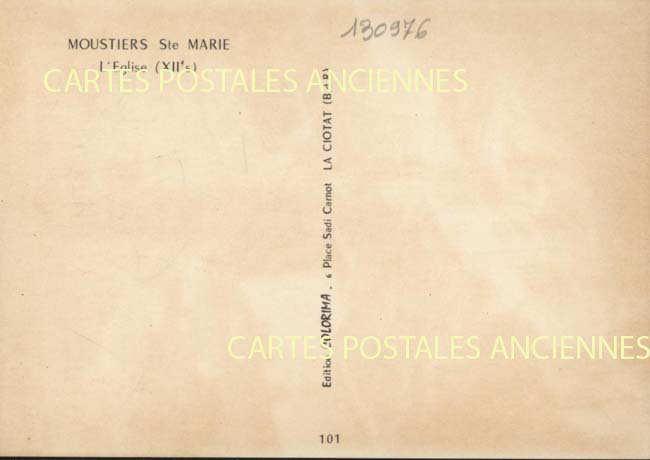 130976
MOUSTIERS Ste MARIE
L'Eglise (XII's)
CARTES POSTALES ANCIENNES
Edition COLORIMA . 6 Place Sadi Carnot LA CIOTAT (B.d.R)
CARTES POSTALES ANCIENNES
101